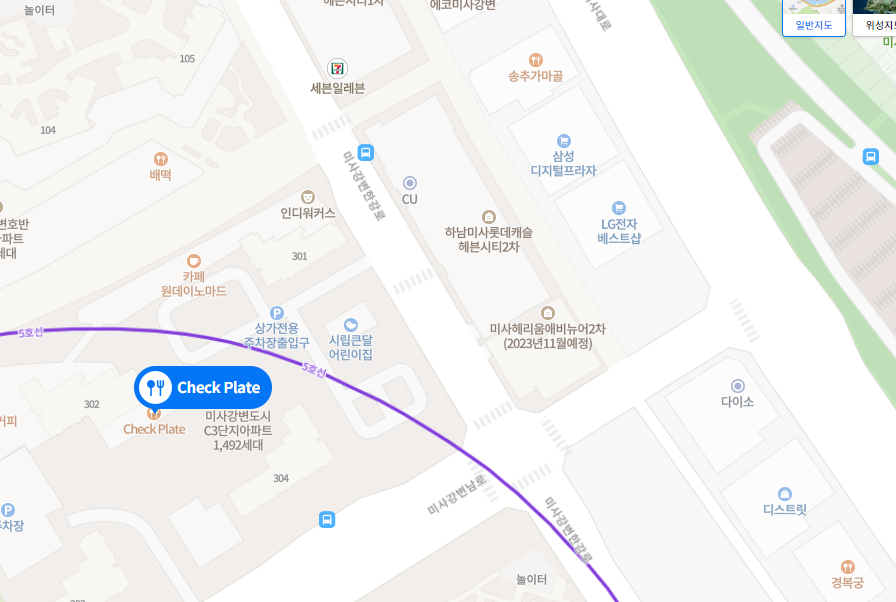 놀이터
에코미사강변
미사대로
일반지도
위성지도
105
세븐일레븐
송추가마골
104
배떡
미사강변한강로
CU
삼성
디지털프라자
인디워커스
LG전자
베스트샵
하남미사롯데캐슬
헤븐시티2차
301
카페
원데이노마드
5호선
상가전용
주차장출입구
시립큰달
어린이집
미사헤리움애비뉴어2차
(2023년11월예정)
5호선
Check Plate
302
Check Plate
미사강변도시
C3단지아파트
1,492세대
다이소
304
미사강변남로
미사강변한강로
디스트릿
놀이터
경복궁